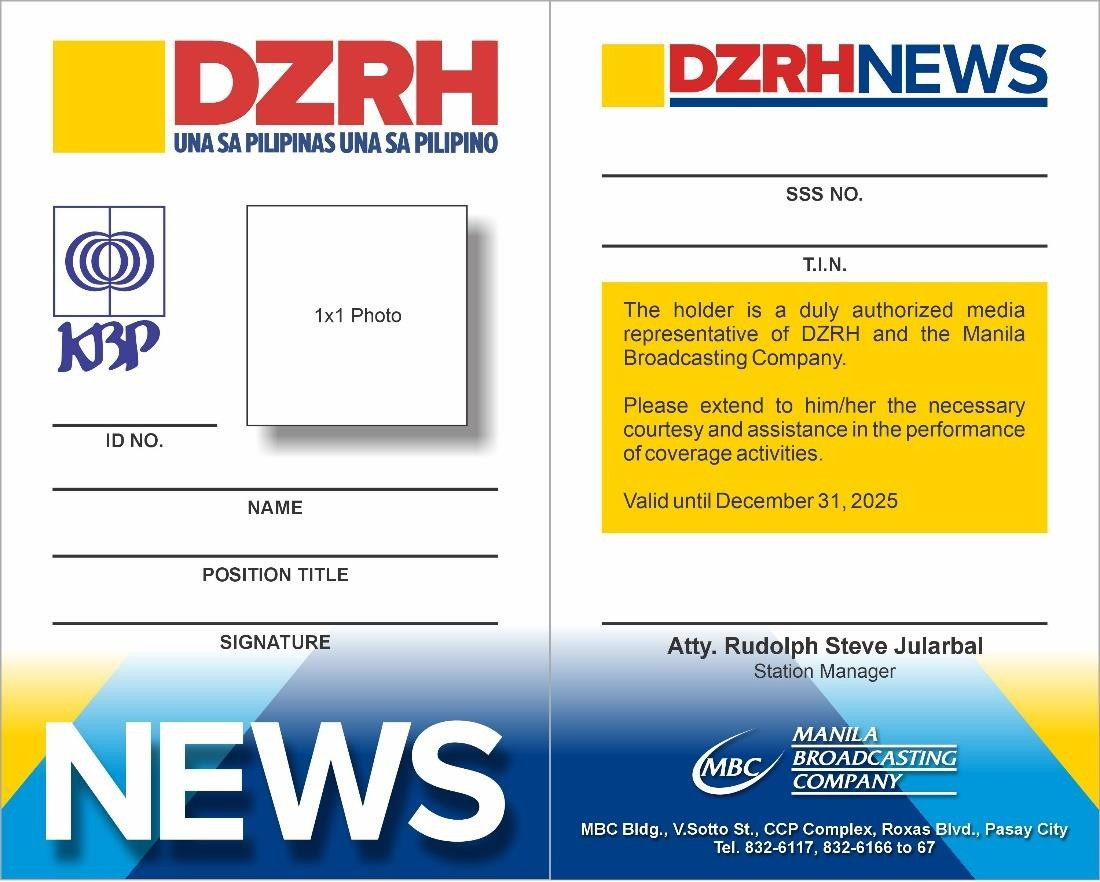 DZRH
UNA SA PILIPINAS UNA SA PILIPINO
KBP
1x1 Photo
ID NO.
NAME
POSITION TITLE
SIGNATURE
NEWS
DZRHNEWS
SSS NO.
T.I.N.
The holder is a duly authorized media
representative of DZRH and the Manila
Broadcasting Company.
Please extend to him/her the necessary
courtesy and assistance in the performance
of coverage activities.
Valid until December 31, 2025
Atty. Rudolph Steve Jularbal
Station Manager
MBC
MANILA
BROADCASTING
COMPANY
MBC Bldg., V.Sotto St., CCP Complex, Roxas Blvd., Pasay City
Tel. 832-6117, 832-6166 to 67